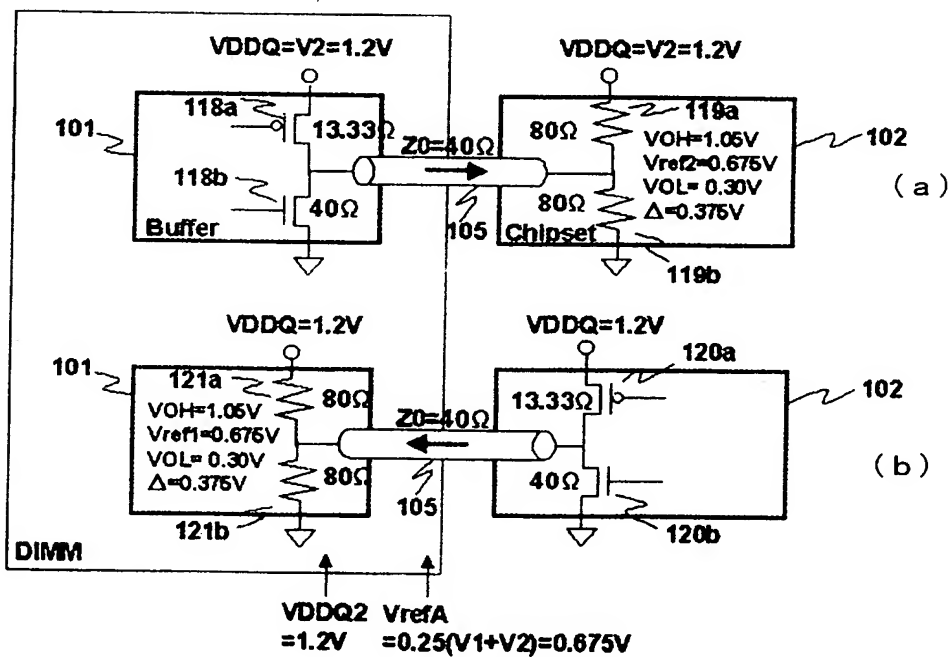 VDDQ=V2=1.2V
VDDQ=V2=1.2V
101
118a
13.33Ω
118b
40Ω
Buffer
Z0=40Ω
105
80Ω
119a
VOH=1.05V
Vref2=0.675V
VOL= 0.30V
Δ=0.375V
80Ω
Chipset
119b
102
(a)
VDDQ=1.2V
VDDQ=1.2V
101
121a
80Ω
VOH=1.05V
Vref1=0.675V
VOL= 0.30V
Δ=0.375V
80Ω
121b
Z0=40Ω
105
120a
13.33Ω
40Ω
120b
102
(b)
DIMM
VDDQ2
=1.2V
VrefA
=0.25(V1+V2)=0.675V